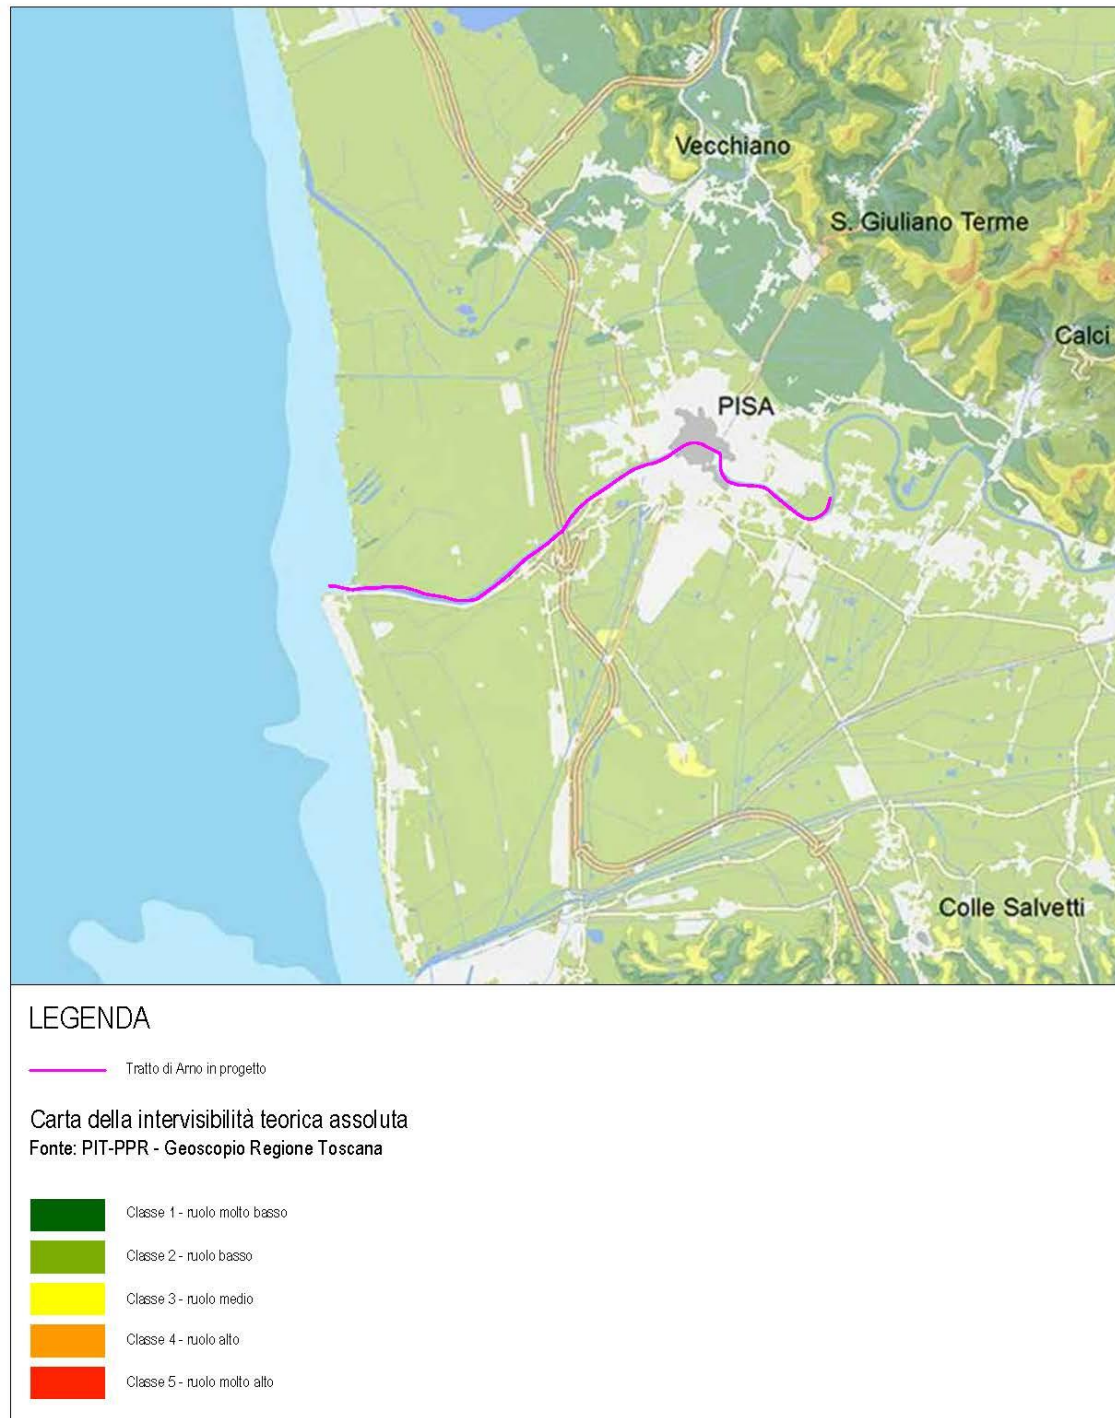 Vecchiano
S. Giuliano Terme
Calci
PISA
Colle Salvetti
LEGENDA
Tratto di Arno in progetto
Carta della intervisibilità teorica assoluta
Fonte: PIT-PPR - Geoscopio Regione Toscana
Classe 1 - ruolo molto basso
Classe 2 - ruolo basso
Classe 3 - ruolo medio
Classe 4 - ruolo alto
Classe 5 - ruolo molto alto